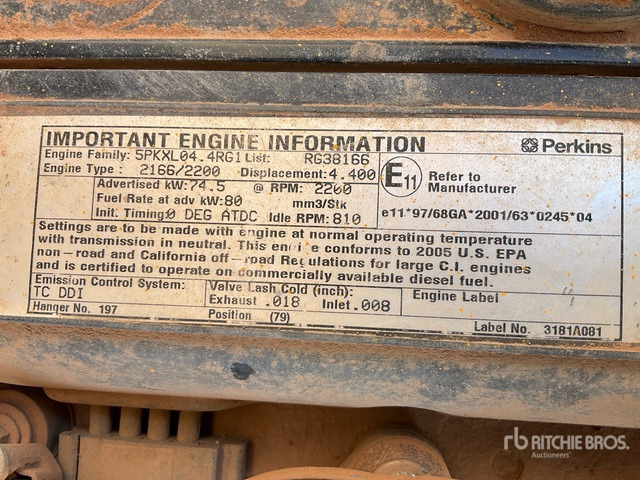 IMPORTANT ENGINE INFORMATION
Perkins
Engine Family: 5PKXL04.4RG1 List: RG38166
Engine Type: 2166/2200 Displacement: 4.400
Advertised kW: 74.5 @ RPM: 2200
Fuel Rate at adv kW: 80 mm3/Stk
Init. Timing: 0 DEG ATDC Idle RPM: 810
E11
Refer to
Manufacturer
e11*97/68GA*2001/63*0245*04
Settings are to be made with engine at normal operating temperature
with transmission in neutral. This engine conforms to 2005 U.S. EPA
non-road and California off-road Regulations for large C.I. engines
and is certified to operate on commercially available diesel fuel.
Emission Control System:
TC DDI
Valve Lash Cold (inch):
Exhaust .018 Inlet .008
Engine Label
Hanger No. 197
Position (79)
Label No. 3181A081
rb RITCHIE BROS.
Auctioneers